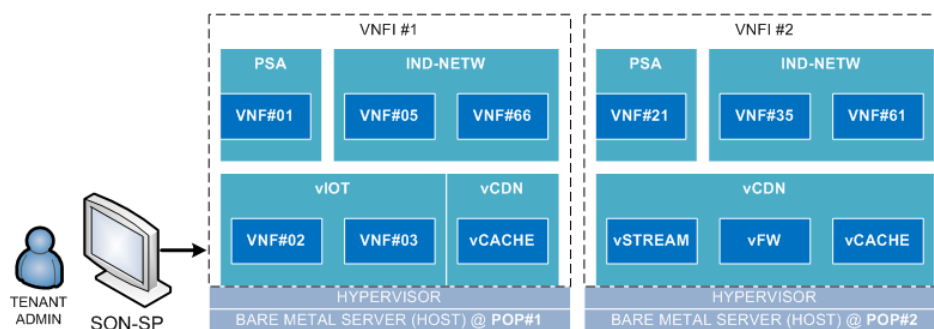 VNFI #1
PSA
IND-NETW
VNF#01
VNF#05
VNF#66
vIOT
vCDN
VNF#02
VNF#03
vCACHE
HYPERVISOR
BARE METAL SERVER (HOST) @ POP#1
VNFI #2
PSA
IND-NETW
VNF#21
VNF#35
VNF#61
vCDN
vSTREAM
vFW
vCACHE
HYPERVISOR
BARE METAL SERVER (HOST) @ POP#2
TENANT
ADMIN
SON-SP